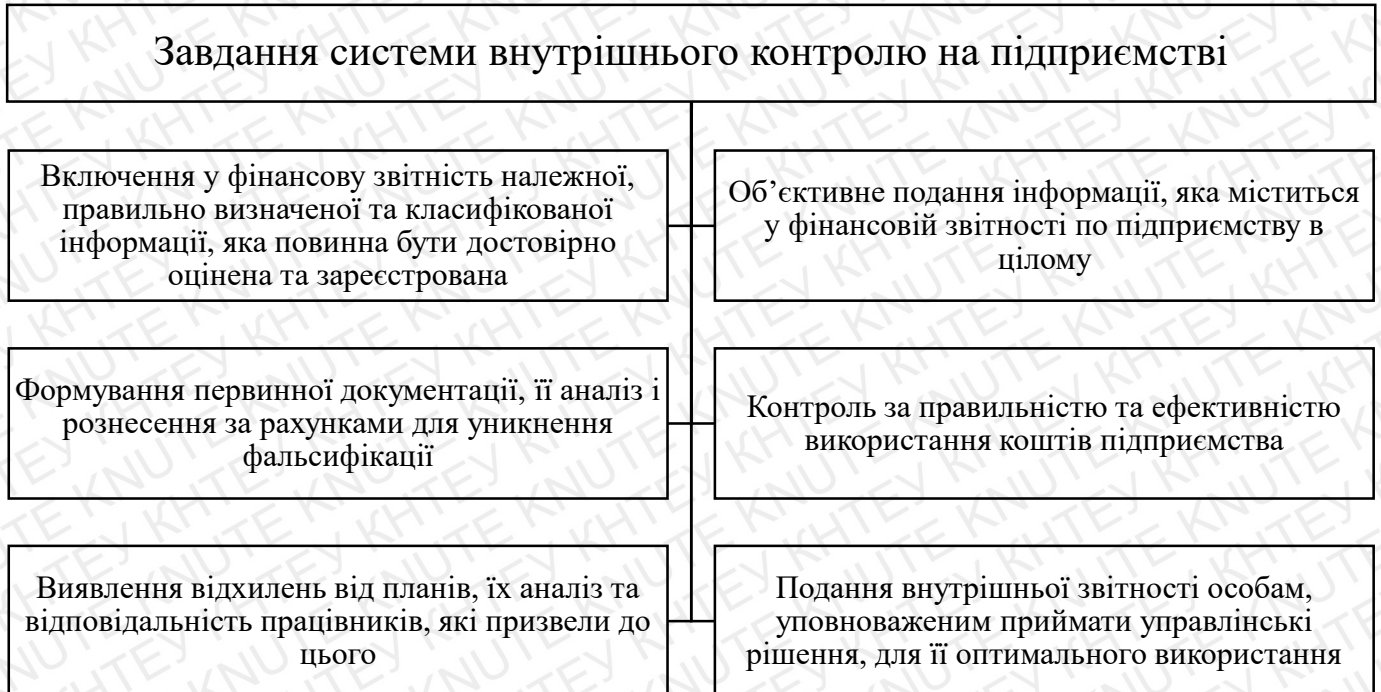 Завдання системи внутрішнього контролю на підприємстві
Включення у фінансову звітність належної,
правильно визначеної та класифікованої
інформації, яка повинна бути достовірно
оцінена та зареєстрована
Об’єктивне подання інформації, яка міститься
у фінансовій звітності по підприємству в
цілому
Формування первинної документації, її аналіз і
рознесення за рахунками для уникнення
фальсифікації
Контроль за правильністю та ефективністю
використання коштів підприємства
Виявлення відхилень від планів, їх аналіз та
відповідальність працівників, які призвели до
цього
Подання внутрішньої звітності особам,
уповноваженим приймати управлінські
рішення, для її оптимального використання